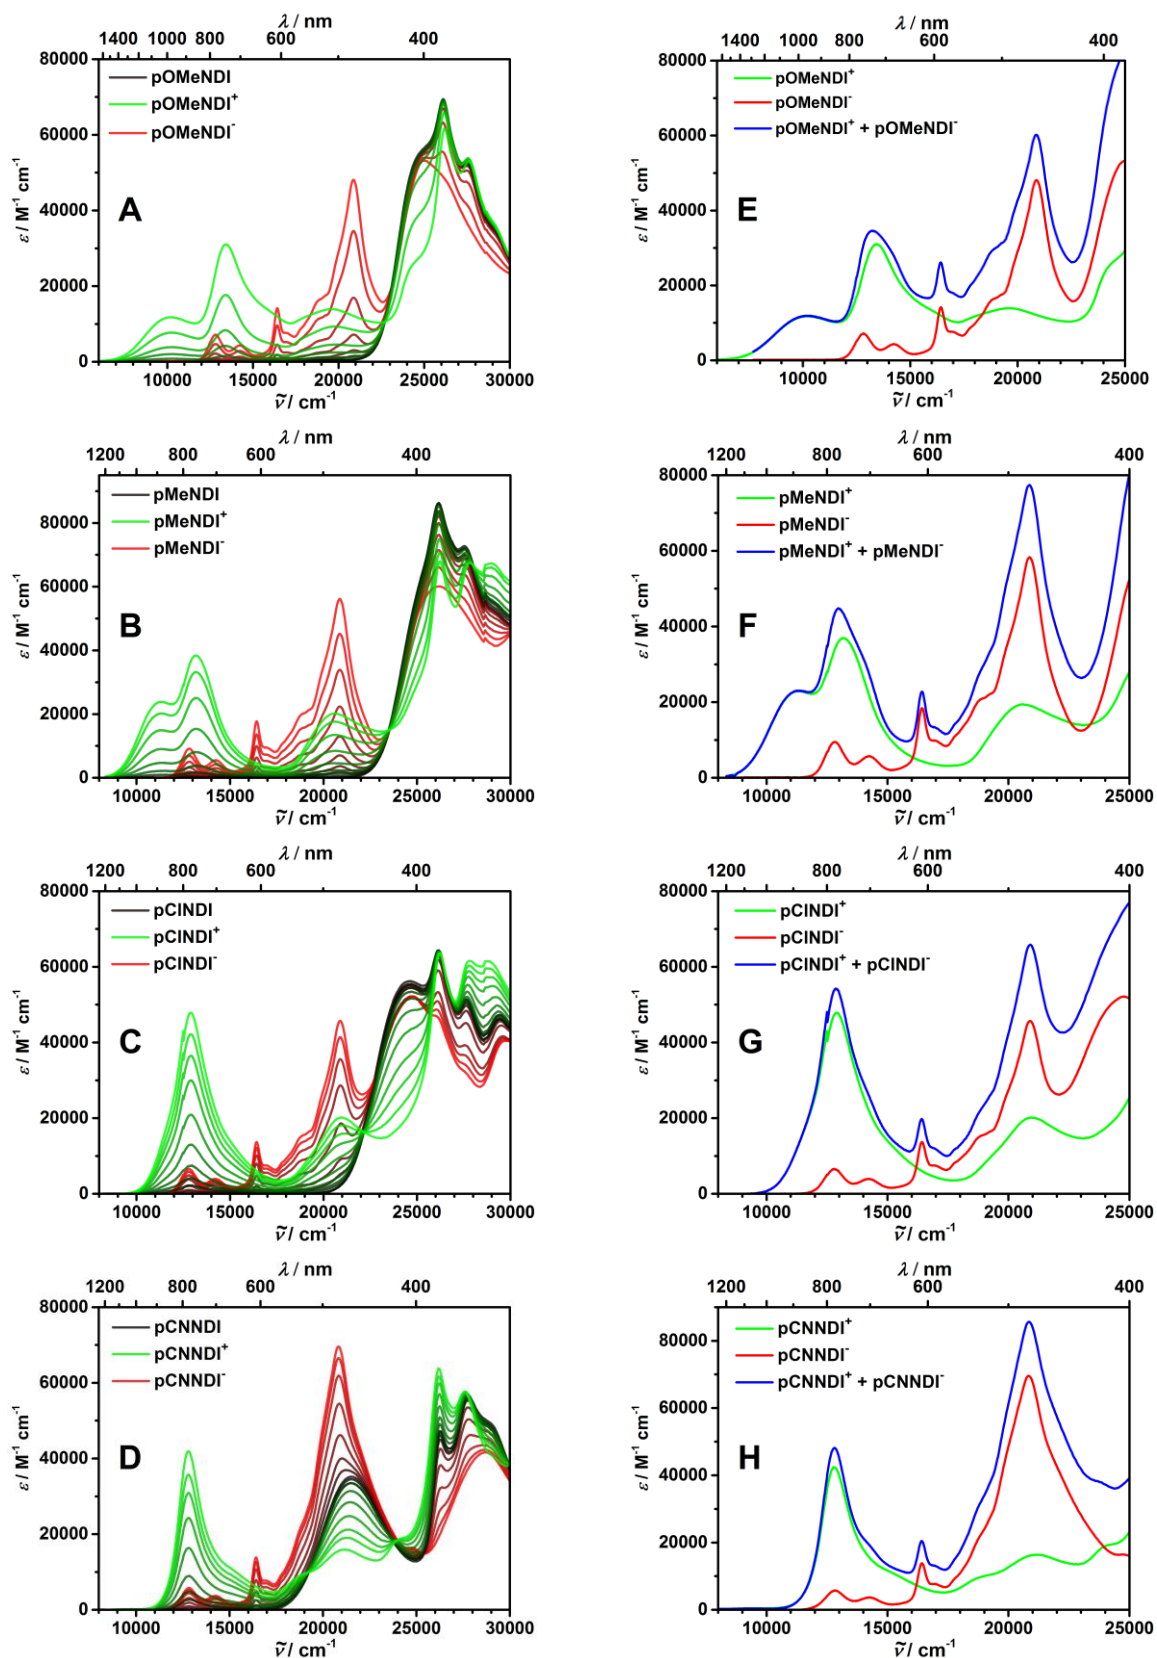 λ / nm
1400 1200 1000 800 600 400
80000
60000
40000
20000
0
ε / M⁻¹ cm⁻¹
pOMeNDI
pOMeNDI⁺
pOMeNDI⁻
A
10000 15000 20000 25000 30000
ν̃ / cm⁻¹
λ / nm
1400 1200 1000 800 600 400
80000
60000
40000
20000
0
ε / M⁻¹ cm⁻¹
pOMeNDI⁺
pOMeNDI⁻
pOMeNDI⁺ + pOMeNDI⁻
E
10000 15000 20000 25000
ν̃ / cm⁻¹
λ / nm
1200 1000 800 600 400
80000
60000
40000
20000
0
ε / M⁻¹ cm⁻¹
pMeNDI
pMeNDI⁺
pMeNDI⁻
B
10000 15000 20000 25000 30000
ν̃ / cm⁻¹
λ / nm
1200 1000 800 600 400
80000
60000
40000
20000
0
ε / M⁻¹ cm⁻¹
pMeNDI⁺
pMeNDI⁻
pMeNDI⁺ + pMeNDI⁻
F
10000 15000 20000 25000
ν̃ / cm⁻¹
λ / nm
1200 1000 800 600 400
80000
60000
40000
20000
0
ε / M⁻¹ cm⁻¹
pClNDI
pClNDI⁺
pClNDI⁻
C
10000 15000 20000 25000 30000
ν̃ / cm⁻¹
λ / nm
1200 1000 800 600 400
80000
60000
40000
20000
0
ε / M⁻¹ cm⁻¹
pClNDI⁺
pClNDI⁻
pClNDI⁺ + pClNDI⁻
G
10000 15000 20000 25000
ν̃ / cm⁻¹
λ / nm
1200 1000 800 600 400
80000
60000
40000
20000
0
ε / M⁻¹ cm⁻¹
pCNNDI
pCNNDI⁺
pCNNDI⁻
D
10000 15000 20000 25000 30000
ν̃ / cm⁻¹
λ / nm
1200 1000 800 600 400
80000
60000
40000
20000
0
ε / M⁻¹ cm⁻¹
pCNNDI⁺
pCNNDI⁻
pCNNDI⁺ + pCNNDI⁻
H
10000 15000 20000 25000
ν̃ / cm⁻¹